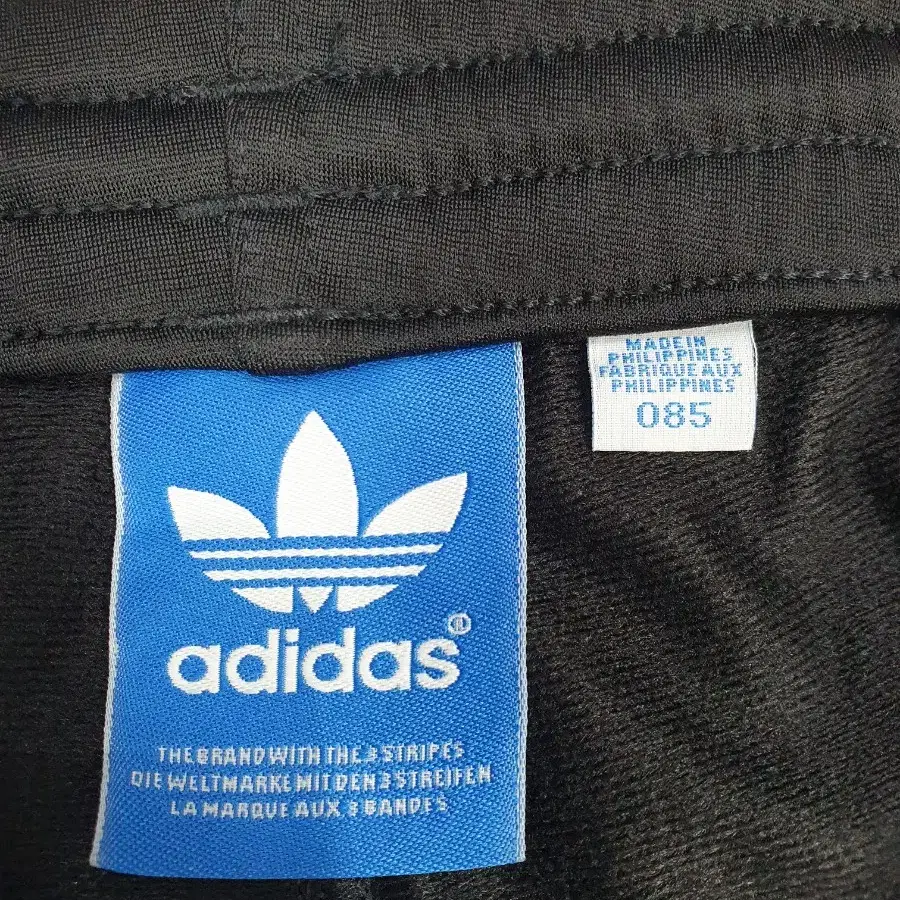 adidas®
THE BRAND WITH THE 3 STRIPES
DIE WELTMARKE MIT DEN 3 STREIFEN
LA MARQUE AUX 3 BANDES
MADE IN
PHILIPPINES
FABRIQUE AUX
PHILIPPINES
085